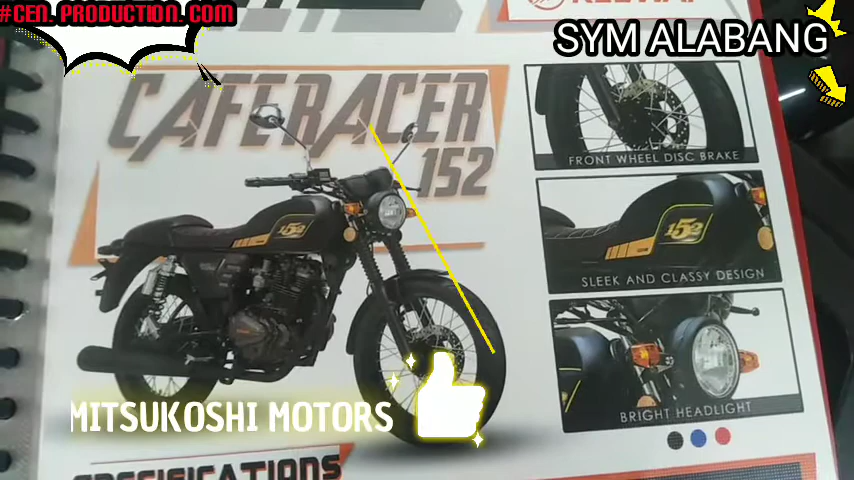 #CEN. PRODUCTION. COM
SYM ALABANG
CAFERACER
152
FRONT WHEEL DISC BRAKE
152
SLEEK AND CLASSY DESIGN
BRIGHT HEADLIGHT
MITSUKOSHI MOTORS
SPECIFICATIONS